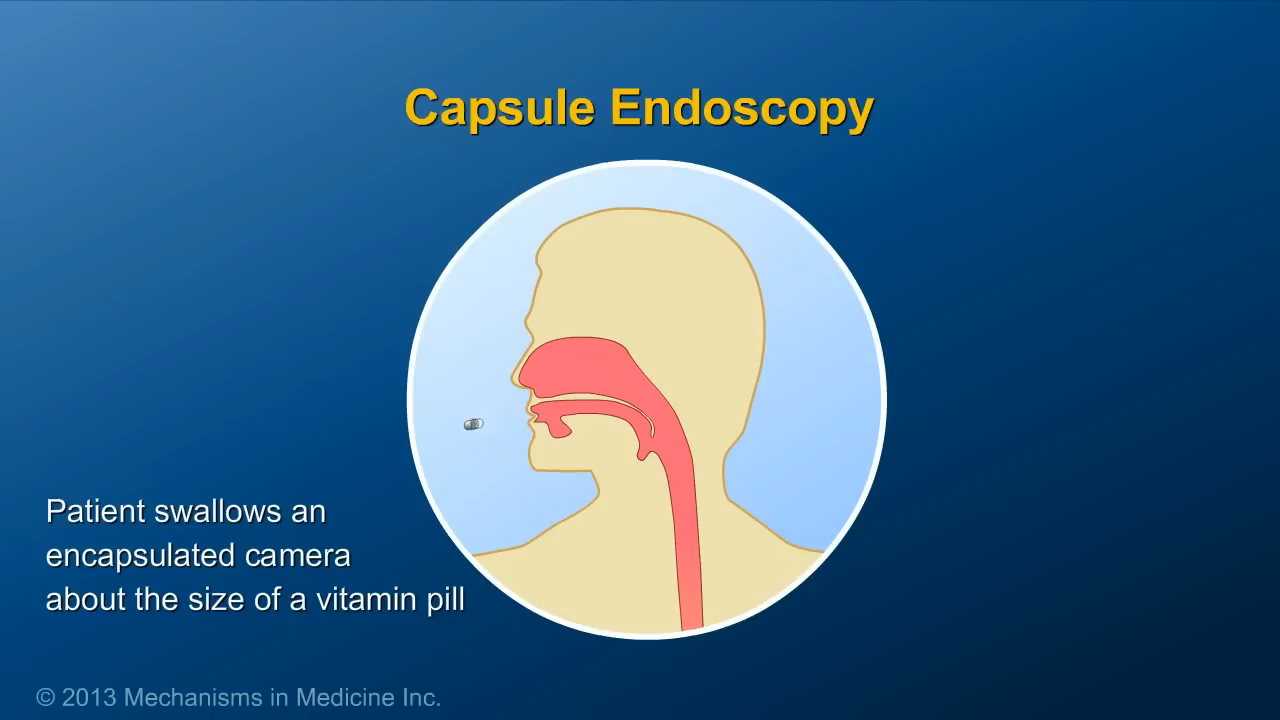 Capsule Endoscopy
Patient swallows an
encapsulated camera
about the size of a vitamin pill
© 2013 Mechanisms in Medicine Inc.